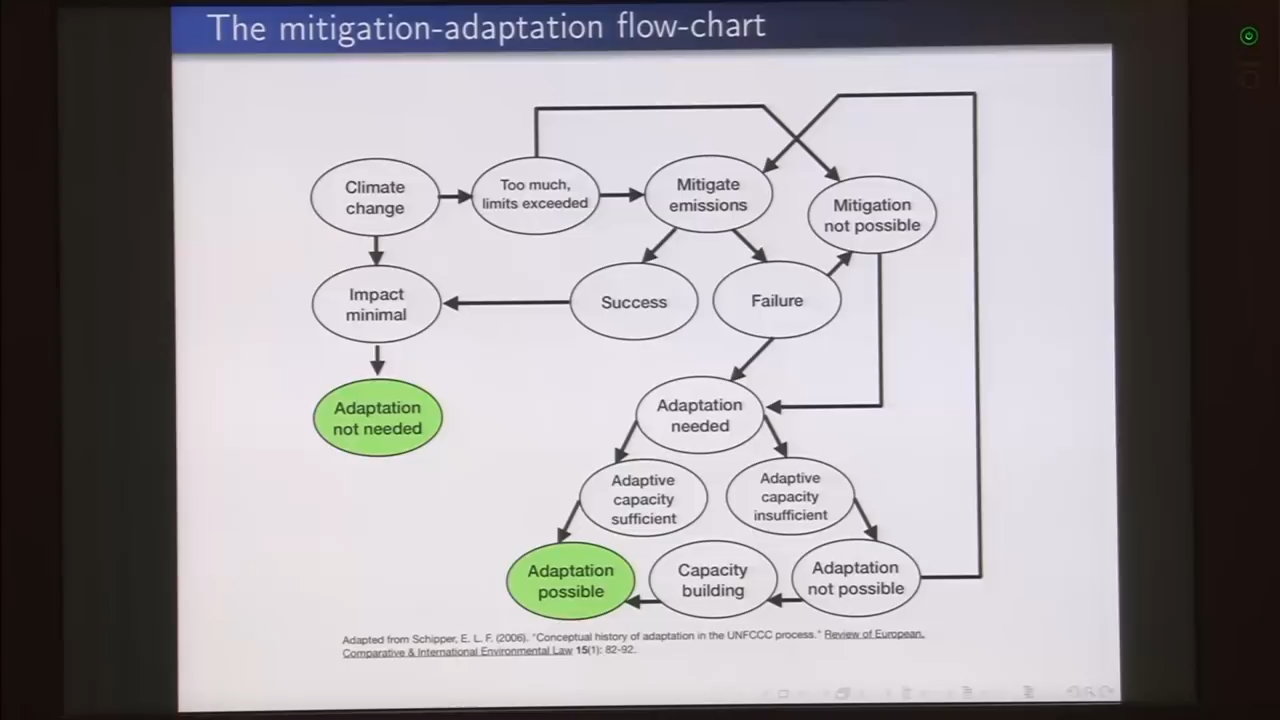 The mitigation-adaptation flow-chart
Climate
change
Too much,
limits exceeded
Mitigate
emissions
Mitigation
not possible
Impact
minimal
Success
Failure
Adaptation
not needed
Adaptation
needed
Adaptive
capacity
sufficient
Adaptive
capacity
insufficient
Adaptation
possible
Capacity
building
Adaptation
not possible
Adapted from Schipper, E. L. F. (2006). "Conceptual history of adaptation in the UNFCCC process." Review of European,
Comparative & International Environmental Law 15(1): 82-92.